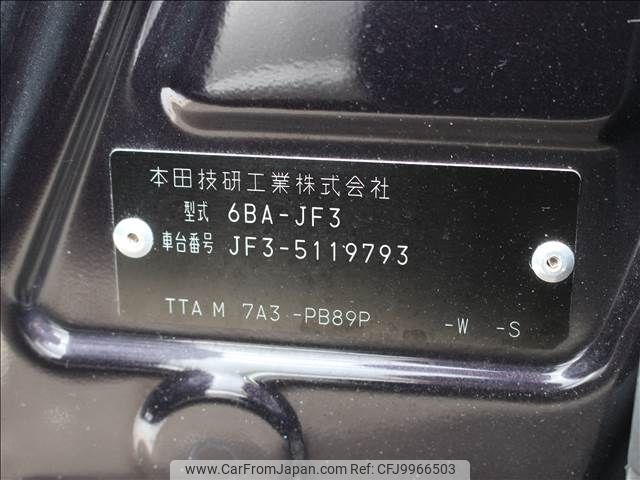 本田技研工業株式会社
型式 6BA-JF3
車台番号 JF3-5119793
TTA M 7A3 -PB89P -W -S
www.CarFromJapan.com | ID:CFJ9966503